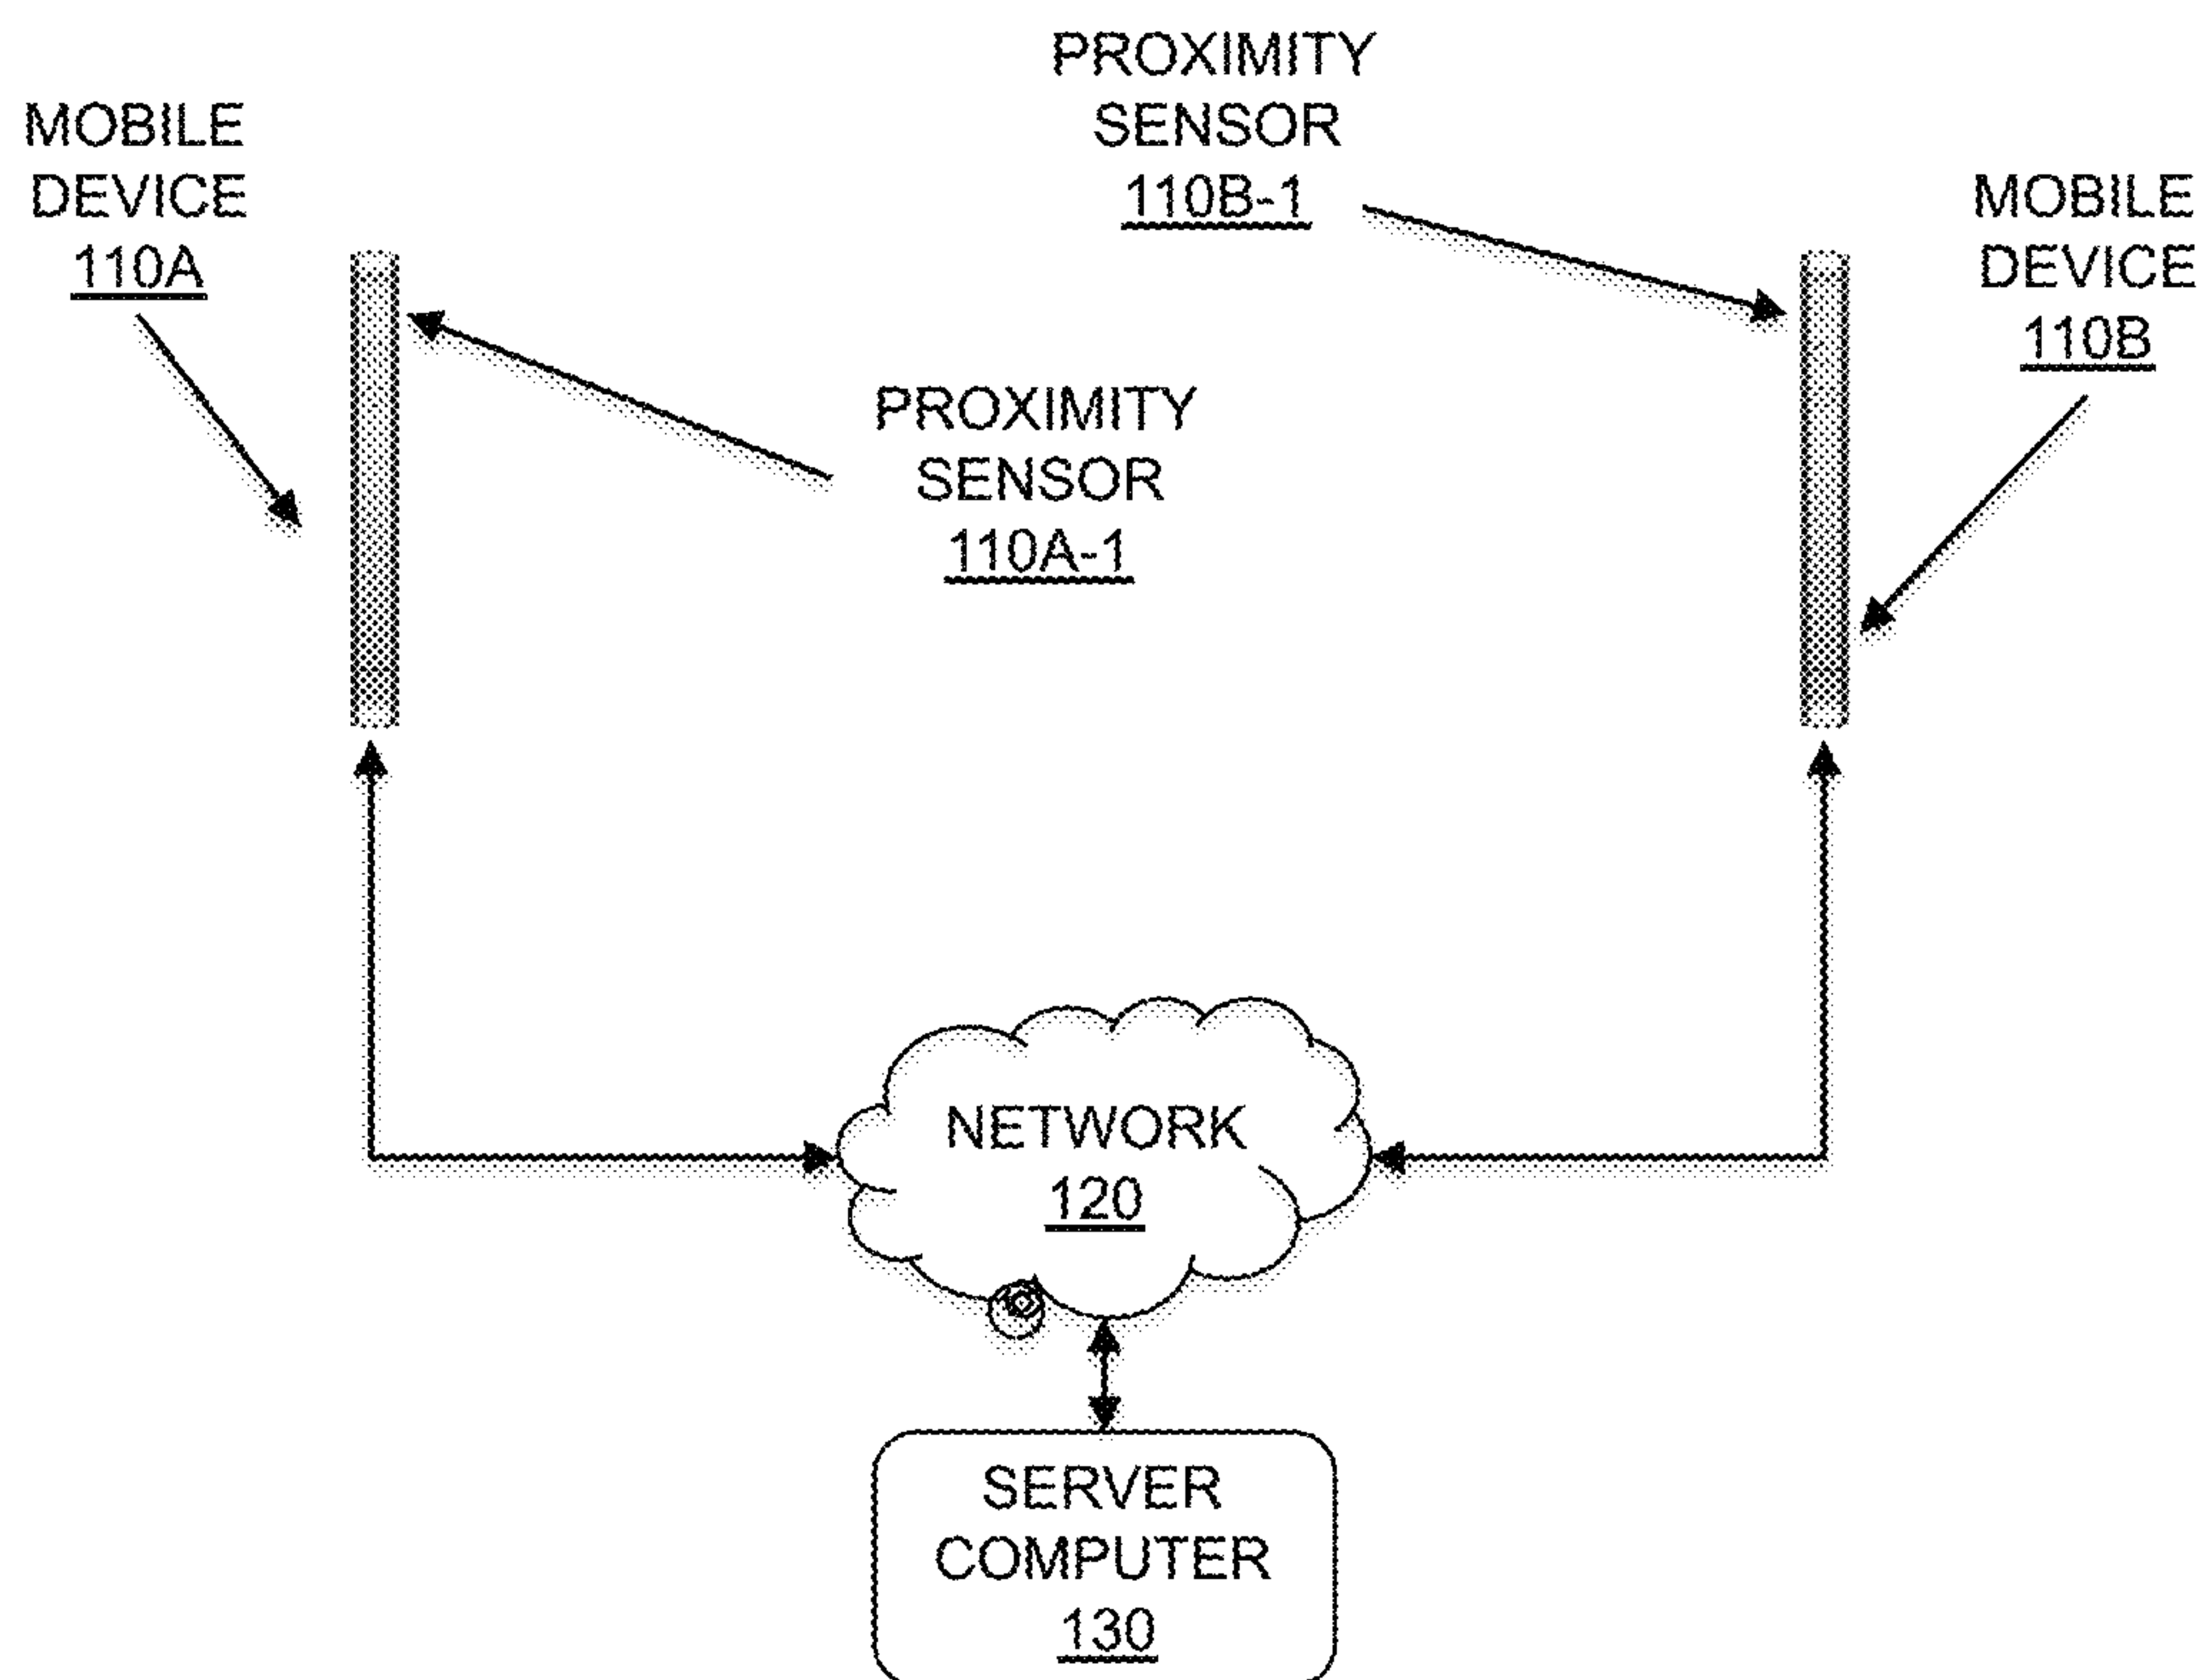 PROXIMITY
SENSOR
110B-1
MOBILE
DEVICE
110A
MOBILE
DEVICE
110B
PROXIMITY
SENSOR
110A-1
NETWORK
120
SERVER
COMPUTER
130